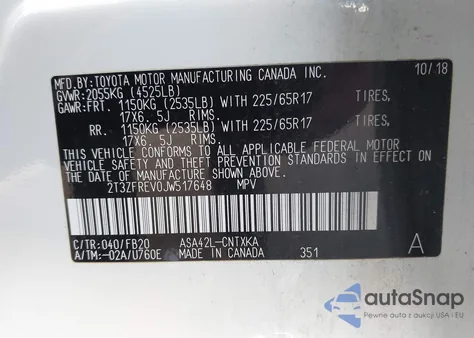 MFD.BY:TOYOTA MOTOR MANUFACTURING CANADA INC. 10/18
GVWR:2055KG (4525LB)
GAWR:FRT. 1150KG (2535LB) WITH 225/65R17 TIRES,
17X6. 5J RIMS.
RR. 1150KG (2535LB) WITH 225/65R17 TIRES,
17X6. 5J RIMS.
THIS VEHICLE CONFORMS TO ALL APPLICABLE FEDERAL MOTOR
VEHICLE SAFETY AND THEFT PREVENTION STANDARDS IN EFFECT
ON THE DATE OF MANUFACTURE SHOWN ABOVE.
2T3ZFREV0JW517648 MPV
C/TR:040/FB20 ASA42L-CNTXKA A
A/TM:-02A/U760E MADE IN CANADA 351
autoSnap
Pewne auta z aukcji w USA i Kanadzie